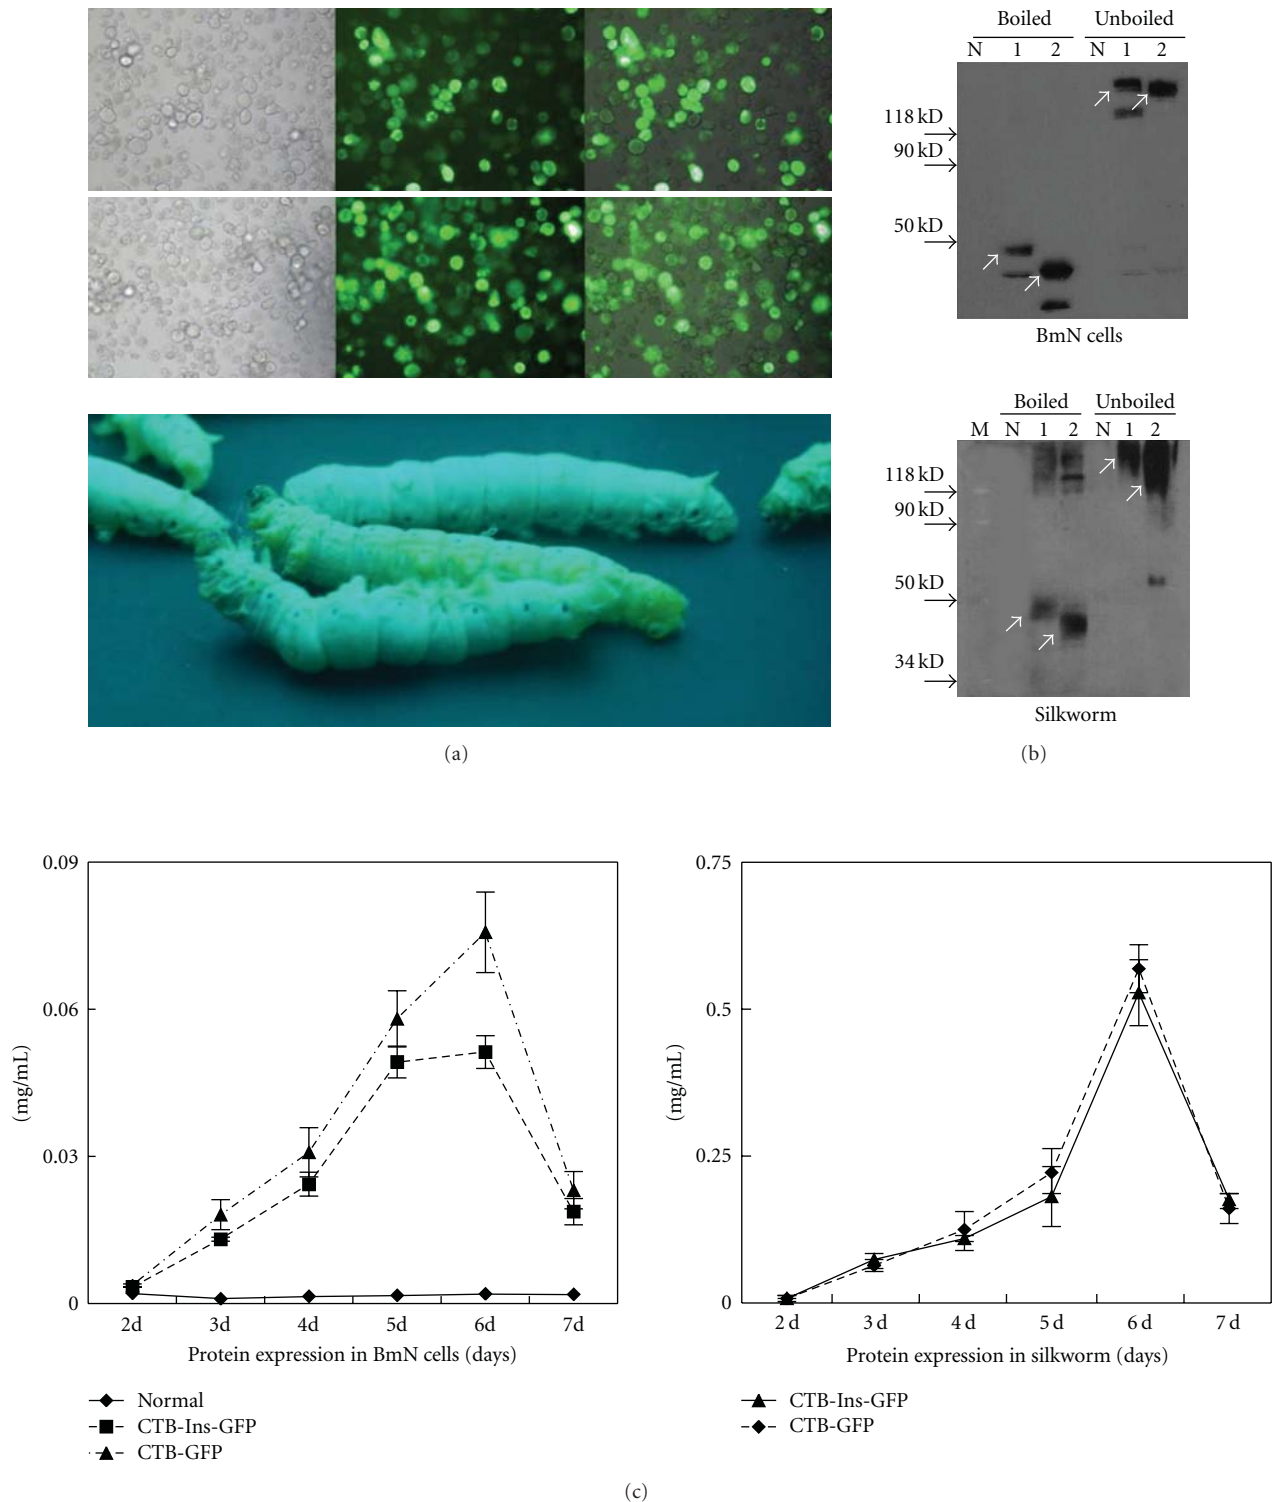 Boiled Unboiled
N 1 2 N 1 2
118 kD
90 kD
50 kD
BmN cells
Boiled Unboiled
M N 1 2 N 1 2
118 kD
90 kD
50 kD
34 kD
Silkworm
(a)
(b)
0.09
0.06
0.03
0
(mg/mL)
2d 3d 4d 5d 6d 7d
Protein expression in BmN cells (days)
Normal
CTB-Ins-GFP
CTB-GFP
0.75
0.5
0.25
0
(mg/mL)
2 d 3 d 4 d 5 d 6 d 7 d
Protein expression in silkworm (days)
CTB-Ins-GFP
CTB-GFP
(c)